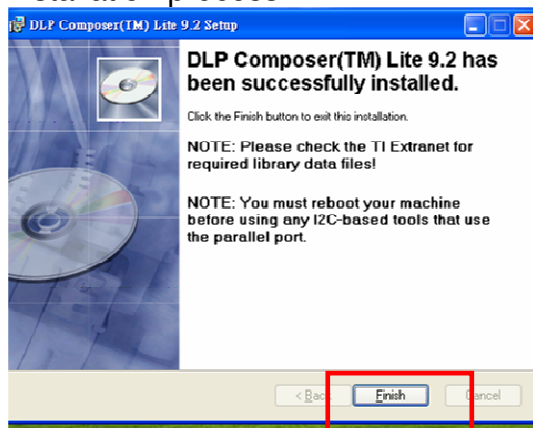 DLP Composer(TM) Lite 9.2 Setup
DLP Composer(TM) Lite 9.2 has
been successfully installed.
Click the Finish button to exit this installation.
NOTE: Please check the TI Extranet for
required library data files!
NOTE: You must reboot your machine
before using any I2C-based tools that use
the parallel port.
< Back Finish Cancel